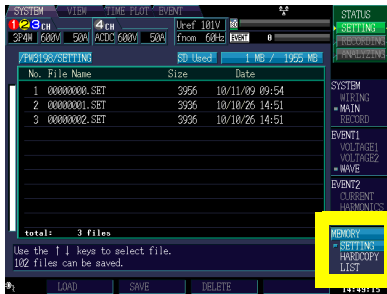 SYSTEM VIEW TIME PLOT EVENT
STATUS
123CH 4CH Uref 101V
SETTING
3P4W 600V 50A ACDC 600V 50A fnom 60Hz EVENT 0
RECORDING
ANALYZING
/PW3198/SETTING SD Used 1 MB / 1955 MB
No. File Name Size Date
1 00000000.SET 3956 10/11/09 09:54
2 00000001.SET 3936 10/10/26 14:51
3 00000002.SET 3936 10/10/26 14:51
total: 3 files
Use the ↑ ↓ keys to select file.
102 files can be saved.
SYSTEM
WIRING
MAIN
RECORD
EVENT1
VOLTAGE1
VOLTAGE2
WAVE
EVENT2
CURRENT
HARMONICS
MEMORY
SETTING
HARDCOPY
LIST
LOAD SAVE DELETE
14:49:15